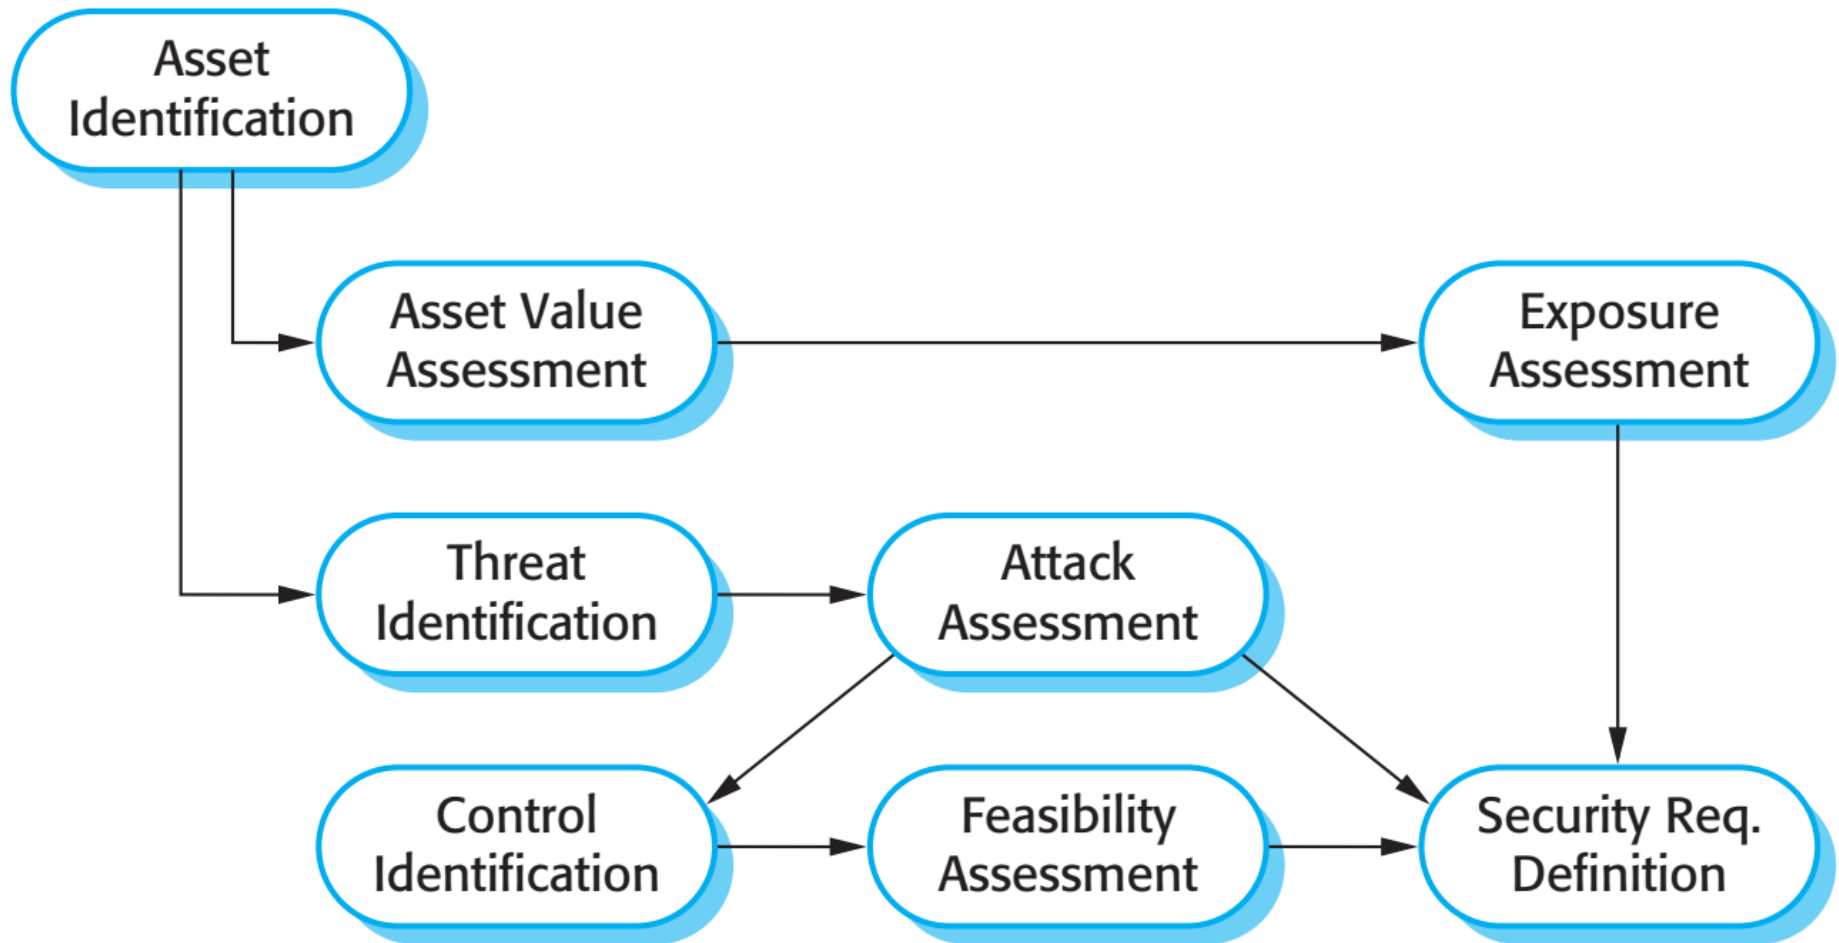 Asset
Identification
Asset Value
Assessment
Exposure
Assessment
Threat
Identification
Attack
Assessment
Control
Identification
Feasibility
Assessment
Security Req.
Definition